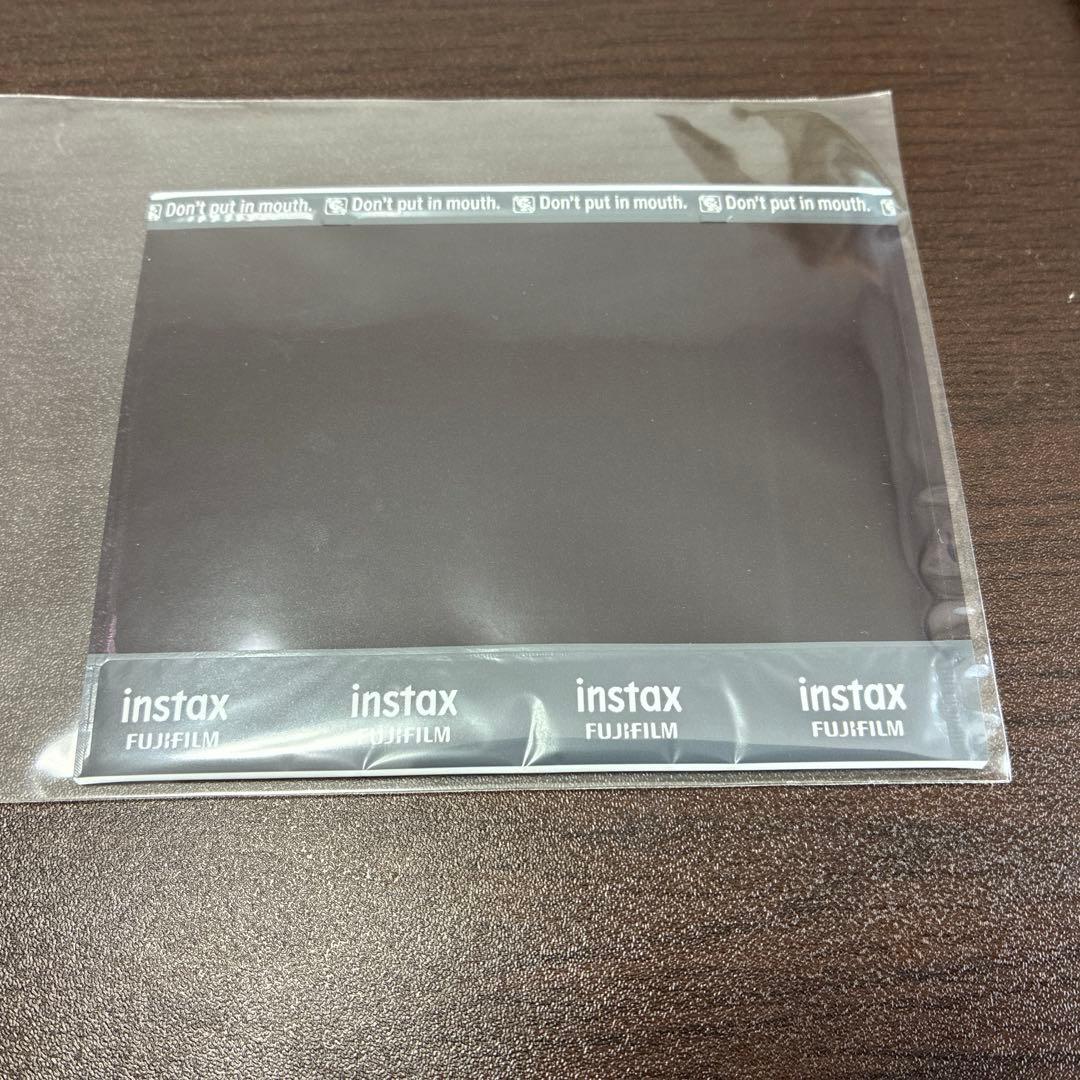 Don't put in mouth. Don't put in mouth. Don't put in mouth. Don't put in mouth.
instax instax instax instax
FUJIFILM FUJIFILM FUJIFILM FUJIFILM